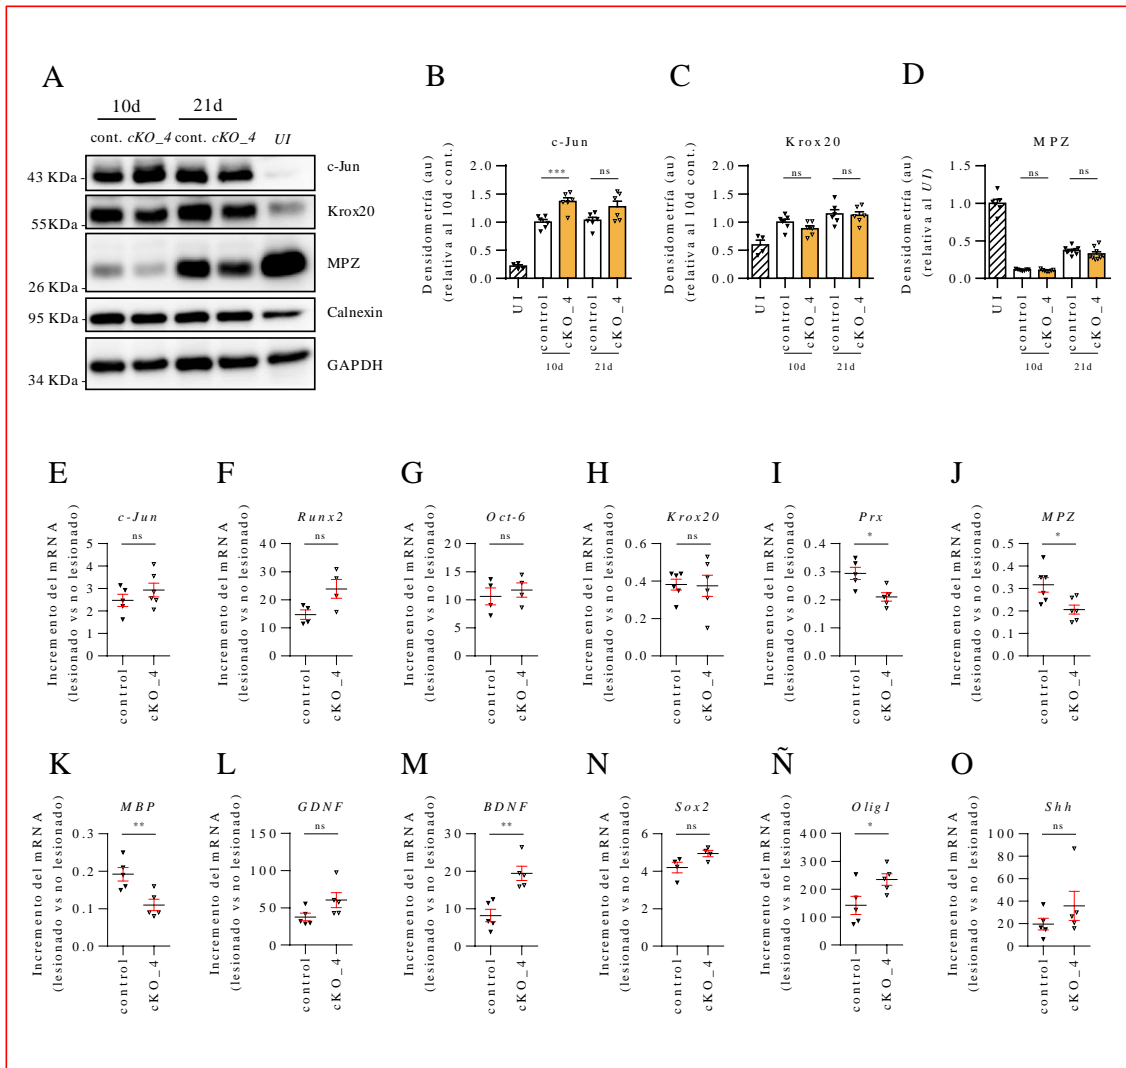 A
10d 21d
cont. cKO_4 cont. cKO_4 UI
43 KDa - c-Jun
55KDa - Krox20
MPZ
26 KDa -
95 KDa - Calnexin
GAPDH
34 KDa -
B
c-Jun
Densidometría (au)
(relativa al 10d cont.)
2.0
1.5
1.0
0.5
0.0
*** ns
UI control cKO_4 control cKO_4
10d 21d
C
Krox20
Densidometría (au)
(relativa al 10d cont.)
2.0
1.5
1.0
0.5
0.0
ns ns
UI control cKO_4 control cKO_4
10d 21d
D
MPZ
Densidometría (au)
(relativa al UI)
1.5
1.0
0.5
0.0
ns ns
UI control cKO_4 control cKO_4
10d 21d
E
c-Jun
Incremento del mRNA
(lesionado vs no lesionado)
5
4
3
2
1
0
ns
control cKO_4
F
Runx2
Incremento del mRNA
(lesionado vs no lesionado)
40
30
20
10
0
ns
control cKO_4
G
Oct-6
Incremento del mRNA
(lesionado vs no lesionado)
20
15
10
5
0
ns
control cKO_4
H
Krox20
Incremento del mRNA
(lesionado vs no lesionado)
0.6
0.4
0.2
0.0
ns
control cKO_4
I
Prx
Incremento del mRNA
(lesionado vs no lesionado)
0.4
0.3
0.2
0.1
0.0
*
control cKO_4
J
MPZ
Incremento del mRNA
(lesionado vs no lesionado)
0.5
0.4
0.3
0.2
0.1
0.0
*
control cKO_4
K
MBP
Incremento del mRNA
(lesionado vs no lesionado)
0.3
0.2
0.1
0.0
**
control cKO_4
L
GDNF
Incremento del mRNA
(lesionado vs no lesionado)
150
100
50
0
ns
control cKO_4
M
BDNF
Incremento del mRNA
(lesionado vs no lesionado)
30
20
10
0
**
control cKO_4
N
Sox2
Incremento del mRNA
(lesionado vs no lesionado)
6
4
2
0
ns
control cKO_4
Ñ
Olig1
Incremento del mRNA
(lesionado vs no lesionado)
400
300
200
100
0
*
control cKO_4
O
Shh
Incremento del mRNA
(lesionado vs no lesionado)
100
80
60
40
20
0
ns
control cKO_4